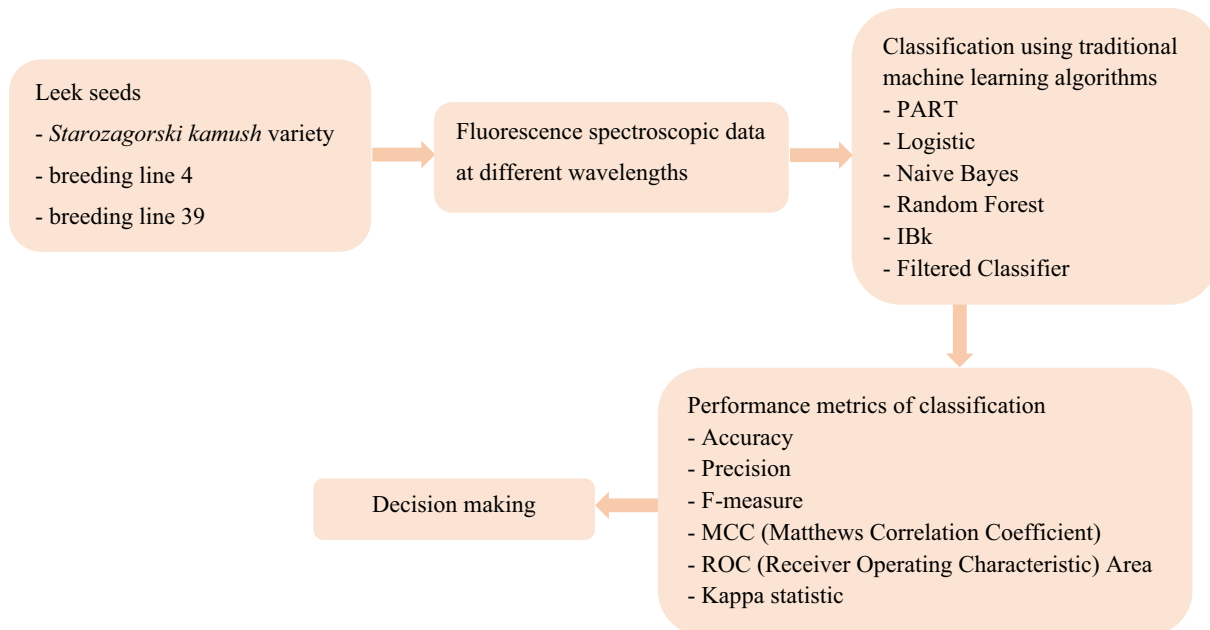 Leek seeds
- Starozagorski kamush variety
- breeding line 4
- breeding line 39
Fluorescence spectroscopic data
at different wavelengths
Classification using traditional
machine learning algorithms
- PART
- Logistic
- Naive Bayes
- Random Forest
- IBk
- Filtered Classifier
Performance metrics of classification
- Accuracy
- Precision
- F-measure
- MCC (Matthews Correlation Coefficient)
- ROC (Receiver Operating Characteristic) Area
- Kappa statistic
Decision making